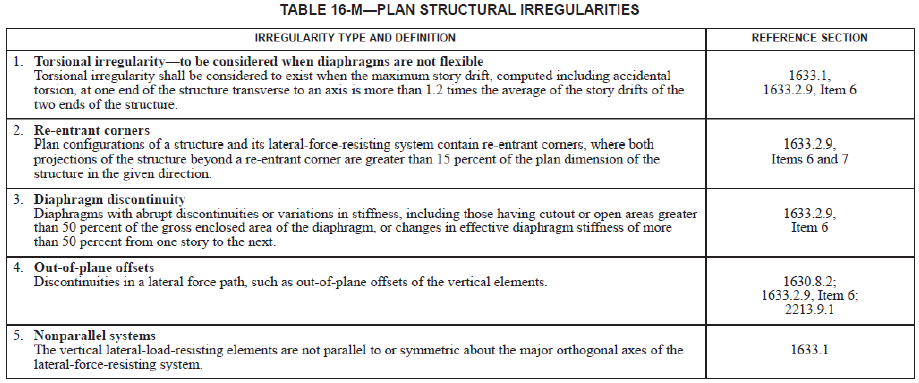 TABLE 16-M—PLAN STRUCTURAL IRREGULARITIES
IRREGULARITY TYPE AND DEFINITION
REFERENCE SECTION
1. Torsional irregularity—to be considered when diaphragms are not flexible
Torsional irregularity shall be considered to exist when the maximum story drift, computed including accidental
torsion, at one end of the structure transverse to an axis is more than 1.2 times the average of the story drifts of the
two ends of the structure.
1633.1,
1633.2.9, Item 6
2. Re-entrant corners
Plan configurations of a structure and its lateral-force-resisting system contain re-entrant corners, where both
projections of the structure beyond a re-entrant corner are greater than 15 percent of the plan dimension of the
structure in the given direction.
1633.2.9,
Items 6 and 7
3. Diaphragm discontinuity
Diaphragms with abrupt discontinuities or variations in stiffness, including those having cutout or open areas greater
than 50 percent of the gross enclosed area of the diaphragm, or changes in effective diaphragm stiffness of more
than 50 percent from one story to the next.
1633.2.9,
Item 6
4. Out-of-plane offsets
Discontinuities in a lateral force path, such as out-of-plane offsets of the vertical elements.
1630.8.2;
1633.2.9, Item 6;
2213.9.1
5. Nonparallel systems
The vertical lateral-load-resisting elements are not parallel to or symmetric about the major orthogonal axes of the
lateral-force-resisting system.
1633.1